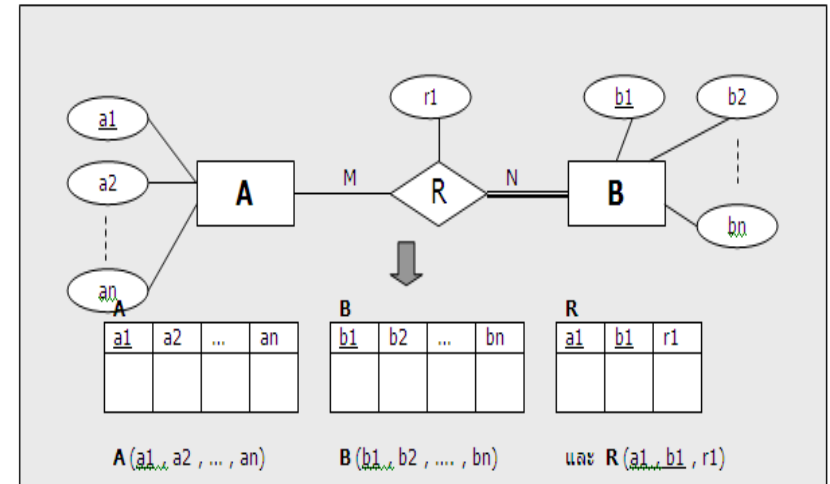 r1
b1
b2
a1
M
N
a2
A
R
B
bn
an
A
B
R
a1 a2 ... an
b1 b2 ... bn
a1 b1 r1
A (a1 , a2 , ... , an)
B (b1 , b2 , .... , bn)
และ R (a1 , b1 , r1)